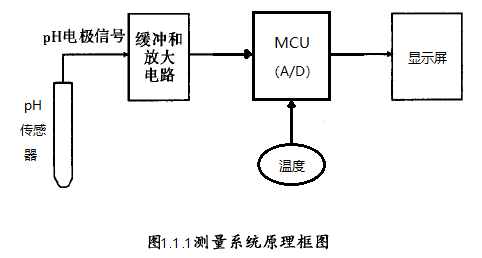 pH电极信号
缓冲和
放大
电路
MCU
(A/D)
显示屏
pH
传感
器
温度
图1.1.1测量系统原理框图